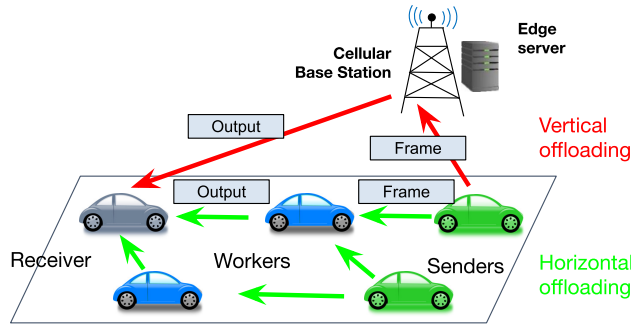 Edge
server
Cellular
Base Station
Output
Vertical
offloading
Frame
Output
Frame
Receiver
Workers
Senders
Horizontal
offloading